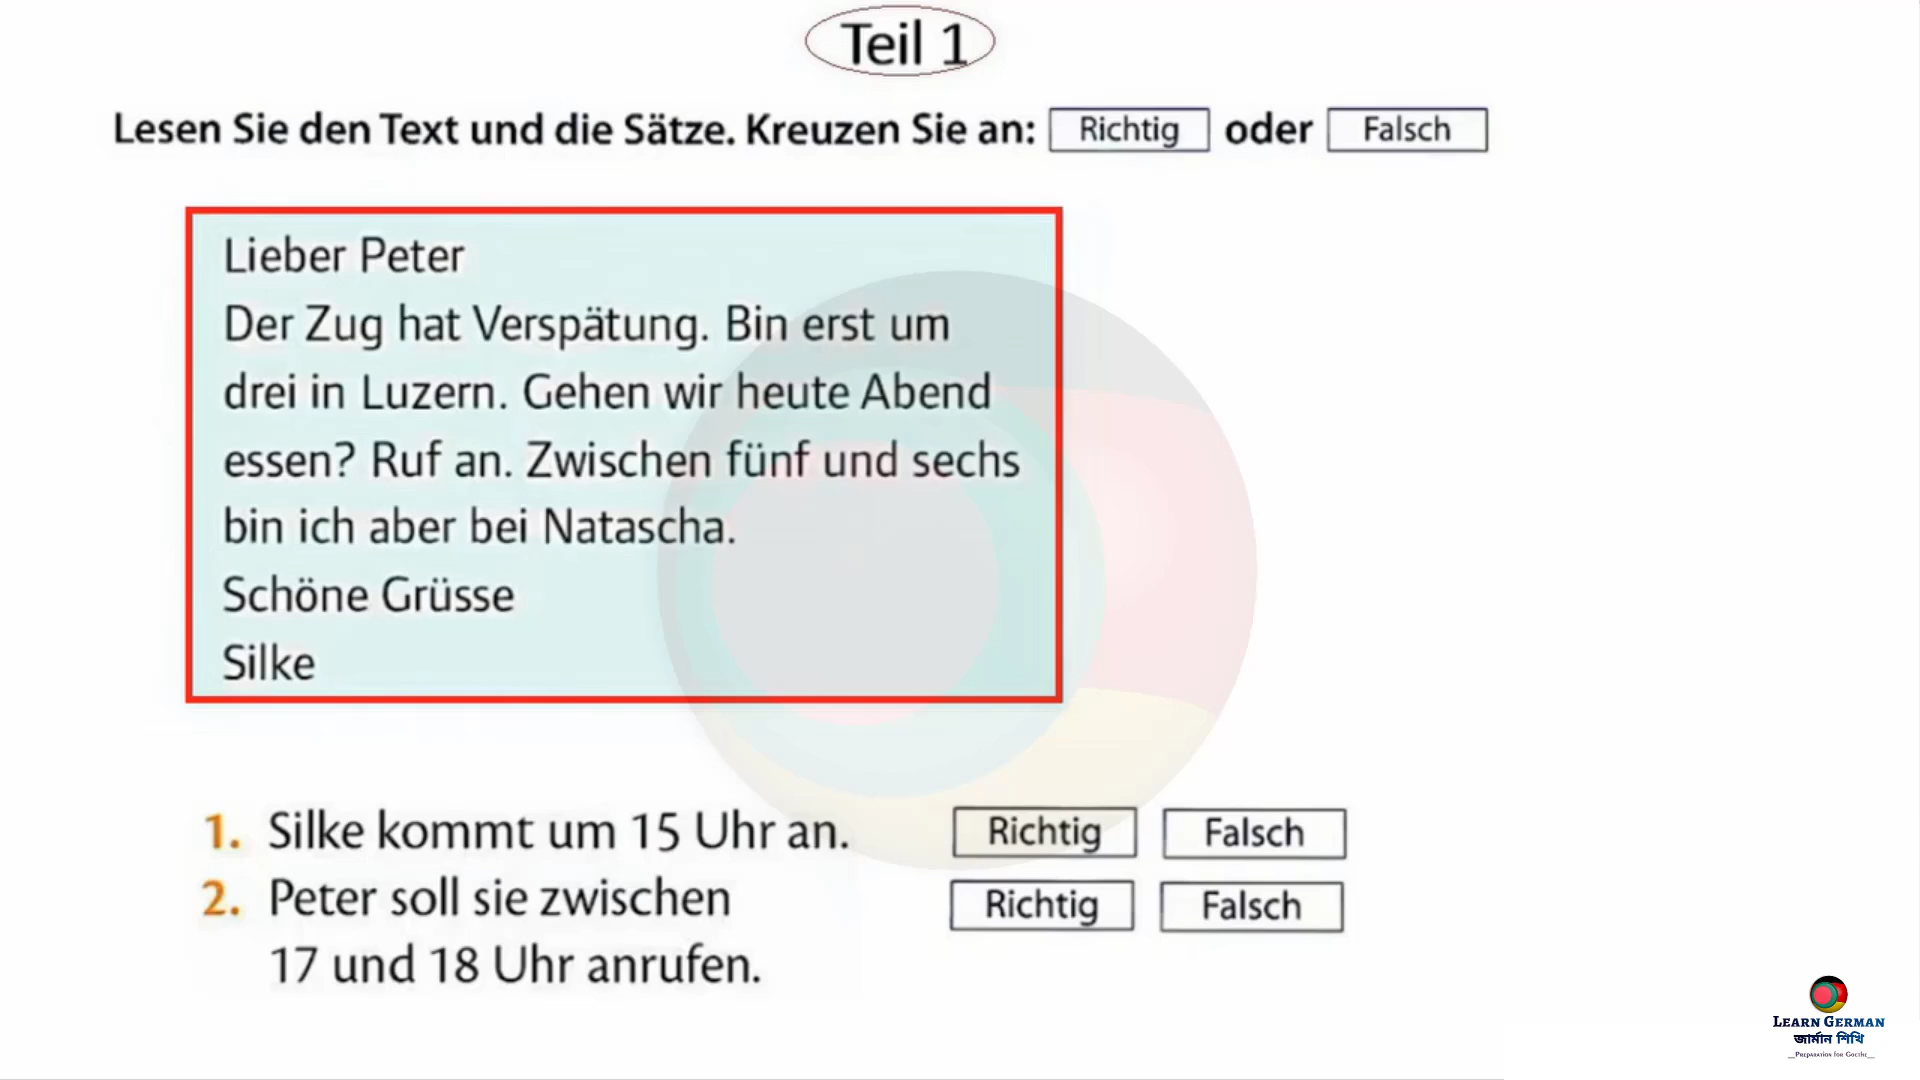 Teil 1
Lesen Sie den Text und die Sätze. Kreuzen Sie an: Richtig oder Falsch
Lieber Peter
Der Zug hat Verspätung. Bin erst um
drei in Luzern. Gehen wir heute Abend
essen? Ruf an. Zwischen fünf und sechs
bin ich aber bei Natascha.
Schöne Grüsse
Silke
1. Silke kommt um 15 Uhr an. Richtig Falsch
2. Peter soll sie zwischen Richtig Falsch
17 und 18 Uhr anrufen.
LEARN GERMAN
জার্মান শিখি
_Preparation for Goethe_